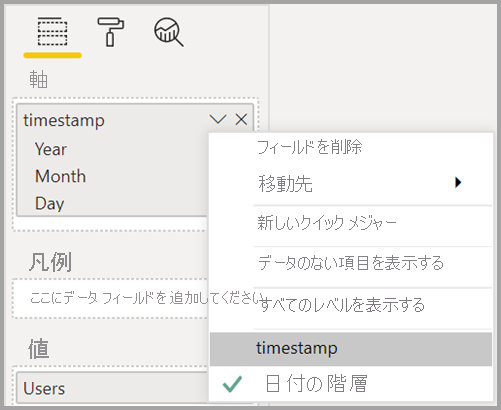 軸
timestamp
Year
Month
Day
フィールドを削除
移動先
新しいクイック メジャー
データのない項目を表示する
すべてのレベルを表示する
timestamp
日付の階層
凡例
ここにデータ フィールドを追加してください
値
Users